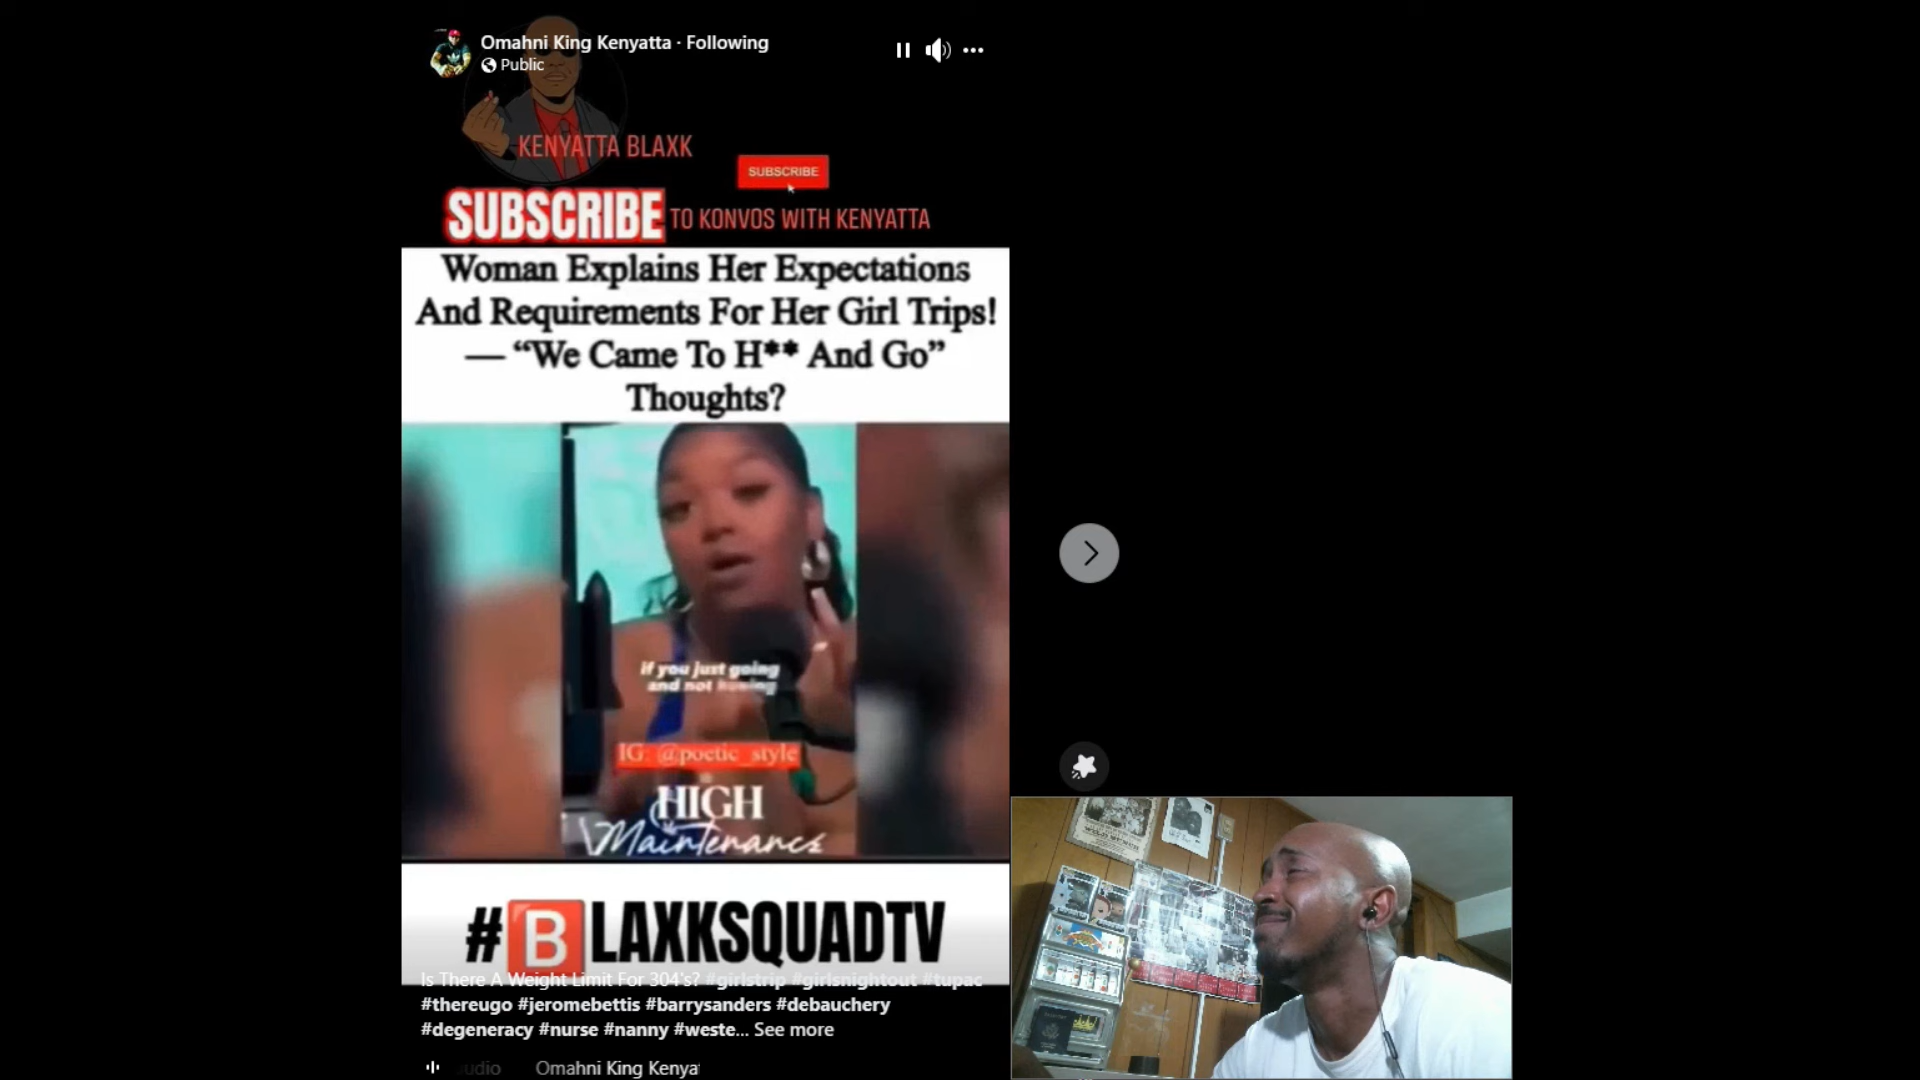 Omahni King Kenyatta · Following
Public
KENYATTA BLAXK
SUBSCRIBE
SUBSCRIBE TO KONVOS WITH KENYATTA
Woman Explains Her Expectations
And Requirements For Her Girl Trips!
— “We Came To H** And Go”
Thoughts?
if you just going
and not
IG: @poetic_style
HIGH
Maintenance
#BLAXKSQUADTV
Is There A Weight Limit For 304's? #girlstrip #girlsnightout #tupac
#thereugo #jeromebettis #barrysanders #debauchery
#degeneracy #nurse #nanny #weste... See more
udio Omahni King Kenya